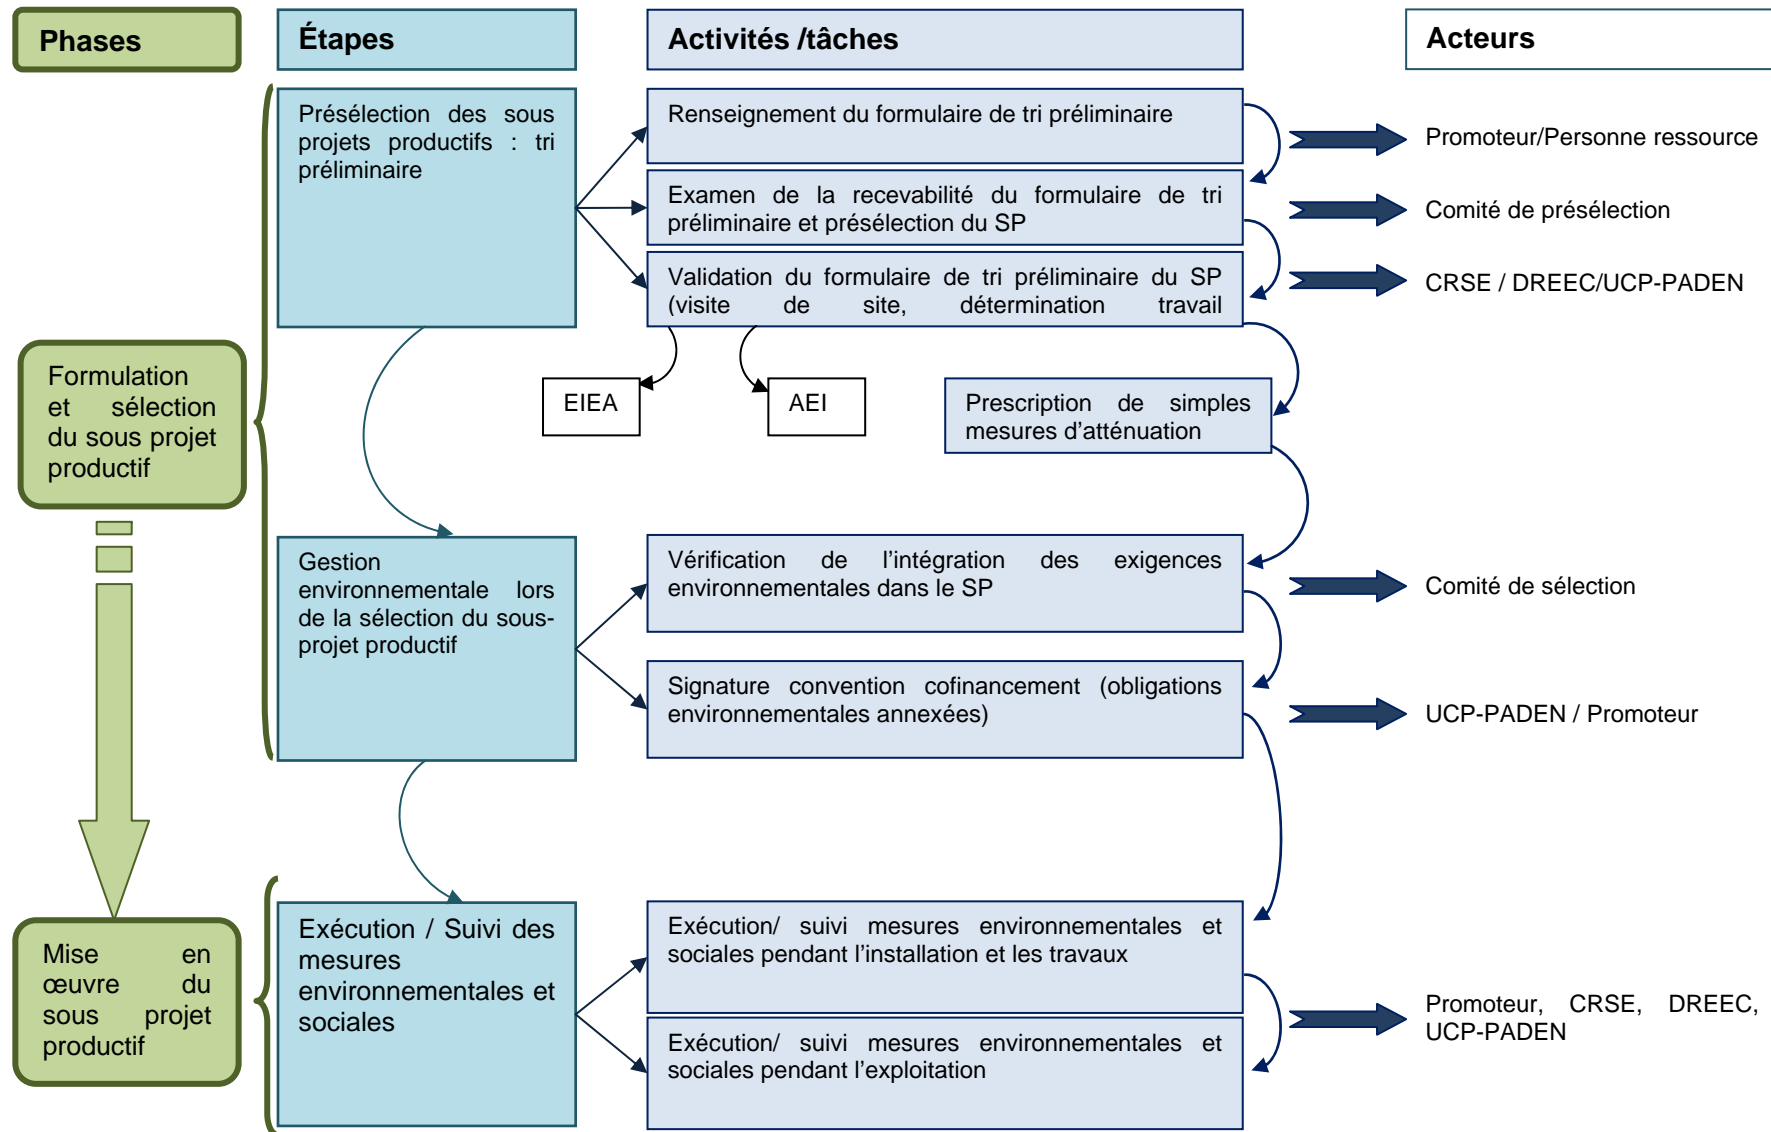 Phases
Étapes
Activités /tâches
Acteurs
Formulation
et sélection
du sous projet
productif
Présélection des sous
projets productifs : tri
préliminaire
Renseignement du formulaire de tri préliminaire
Promoteur/Personne ressource
Examen de la recevabilité du formulaire de tri
préliminaire et présélection du SP
Comité de présélection
Validation du formulaire de tri préliminaire du SP
(visite de site, détermination travail
CRSE / DREEC/UCP-PADEN
EIEA
AEI
Prescription de simples
mesures d’atténuation
Gestion
environnementale lors
de la sélection du sous-
projet productif
Vérification de l’intégration des exigences
environnementales dans le SP
Comité de sélection
Signature convention cofinancement (obligations
environnementales annexées)
UCP-PADEN / Promoteur
Mise en
œuvre du
sous projet
productif
Exécution / Suivi des
mesures
environnementales et
sociales
Exécution/ suivi mesures environnementales et
sociales pendant l’installation et les travaux
Exécution/ suivi mesures environnementales et
sociales pendant l’exploitation
Promoteur, CRSE, DREEC,
UCP-PADEN